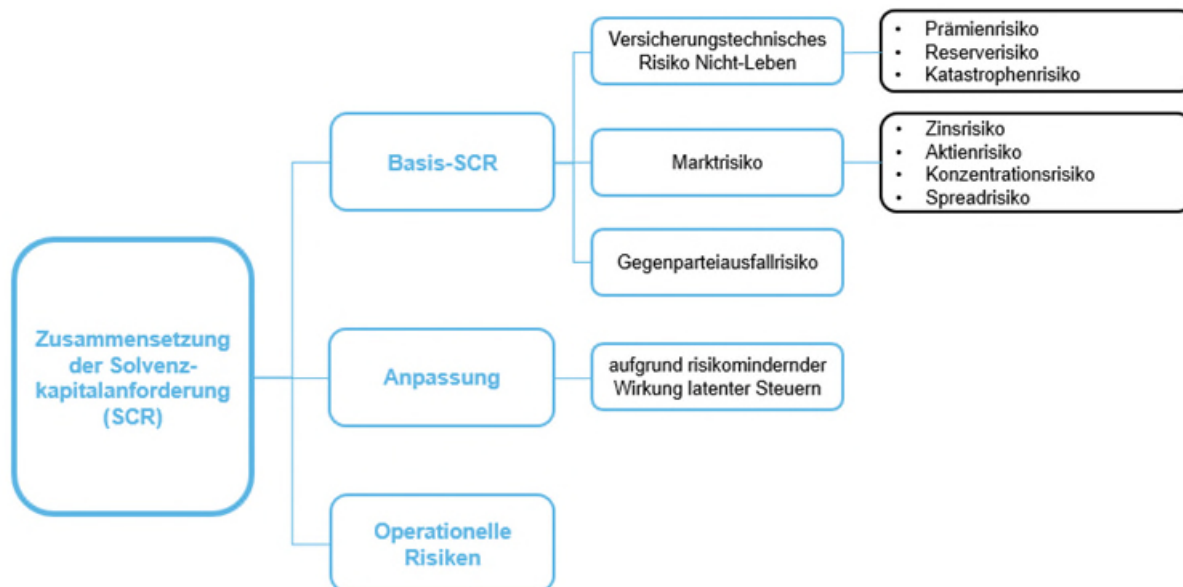 Zusammensetzung
der Solvenz-
kapitalanforderung
(SCR)
Basis-SCR
Versicherungstechnisches
Risiko Nicht-Leben
• Prämienrisiko
• Reserverisiko
• Katastrophenrisiko
Marktrisiko
• Zinsrisiko
• Aktienrisiko
• Konzentrationsrisiko
• Spreadrisiko
Gegenparteiausfallrisiko
Anpassung
aufgrund risikomindernder
Wirkung latenter Steuern
Operationelle
Risiken